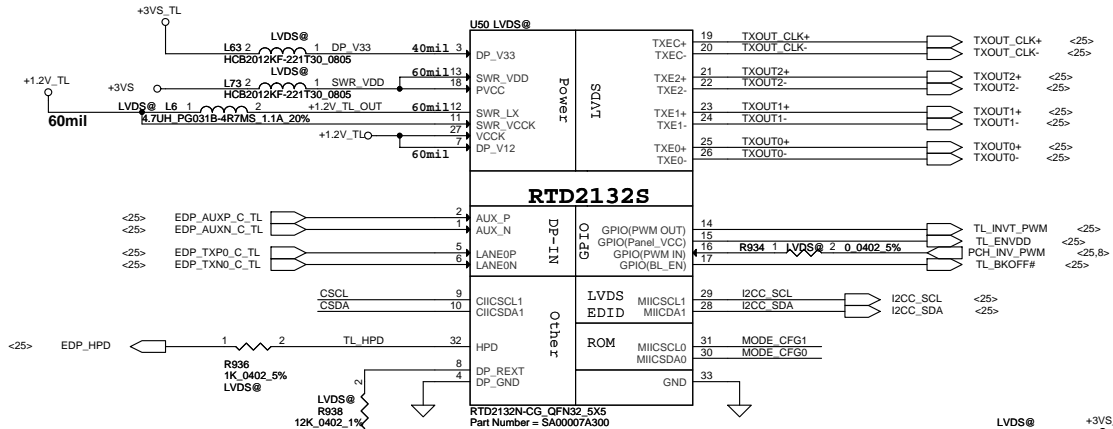 +3VS_TL
U50 LVDS@
LVDS@
L63 2 1 DP_V33 40mil 3 DP_V33
HCB2012KF-221T30_0805
LVDS@
+1.2V_TL +3VS L73 2 1 SWR_VDD 60mil 13 SWR_VDD
18 PVCC
HCB2012KF-221T30_0805
LVDS@ L6 1 2 +1.2V_TL_OUT 60mil 12 SWR_LX
60mil 4.7UH_PG031B-4R7MS_1.1A_20% 11 SWR_VCCK
+1.2V_TL 27 VCCK
7 DP_V12
60mil
Power
LVDS
TXEC+ 19 TXOUT_CLK+ TXOUT_CLK+ <25>
TXEC- 20 TXOUT_CLK- TXOUT_CLK- <25>
TXE2+ 21 TXOUT2+ TXOUT2+ <25>
TXE2- 22 TXOUT2- TXOUT2- <25>
TXE1+ 23 TXOUT1+ TXOUT1+ <25>
TXE1- 24 TXOUT1- TXOUT1- <25>
TXE0+ 25 TXOUT0+ TXOUT0+ <25>
TXE0- 26 TXOUT0- TXOUT0- <25>
RTD2132S
<25> EDP_AUXP_C_TL 2 AUX_P
<25> EDP_AUXN_C_TL 1 AUX_N
<25> EDP_TXP0_C_TL 5 LANE0P
<25> EDP_TXN0_C_TL 6 LANE0N
DP-IN
GPIO
GPIO(PWM OUT) 14 TL_INVT_PWM <25>
GPIO(Panel_VCC) 15 TL_ENVDD <25>
GPIO(PWM IN) 16 R934 1 LVDS@ 2 0_0402_5% PCH_INV_PWM <25,8>
GPIO(BL_EN) 17 TL_BKOFF# <25>
CSCL 9 CIICSCL1
CSDA 10 CIICSDA1
Other
LVDS
EDID
MIICSCL1 29 I2CC_SCL I2CC_SCL <25>
MIICDA1 28 I2CC_SDA I2CC_SDA <25>
ROM
MIICSCL0 31 MODE_CFG1
MIICSDA0 30 MODE_CFG0
<25> EDP_HPD 1 2 TL_HPD 32 HPD
R936
1K_0402_5%
LVDS@
8 DP_REXT
4 DP_GND
GND 33
2
LVDS@
R938
12K_0402_1%
RTD2132N-CG_QFN32_5X5
Part Number = SA00007A300
LVDS@ +3VS